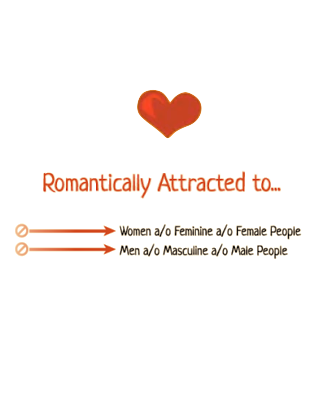 Romantically Attracted to...
Women a/o Feminine a/o Female People
Men a/o Masculine a/o Male People